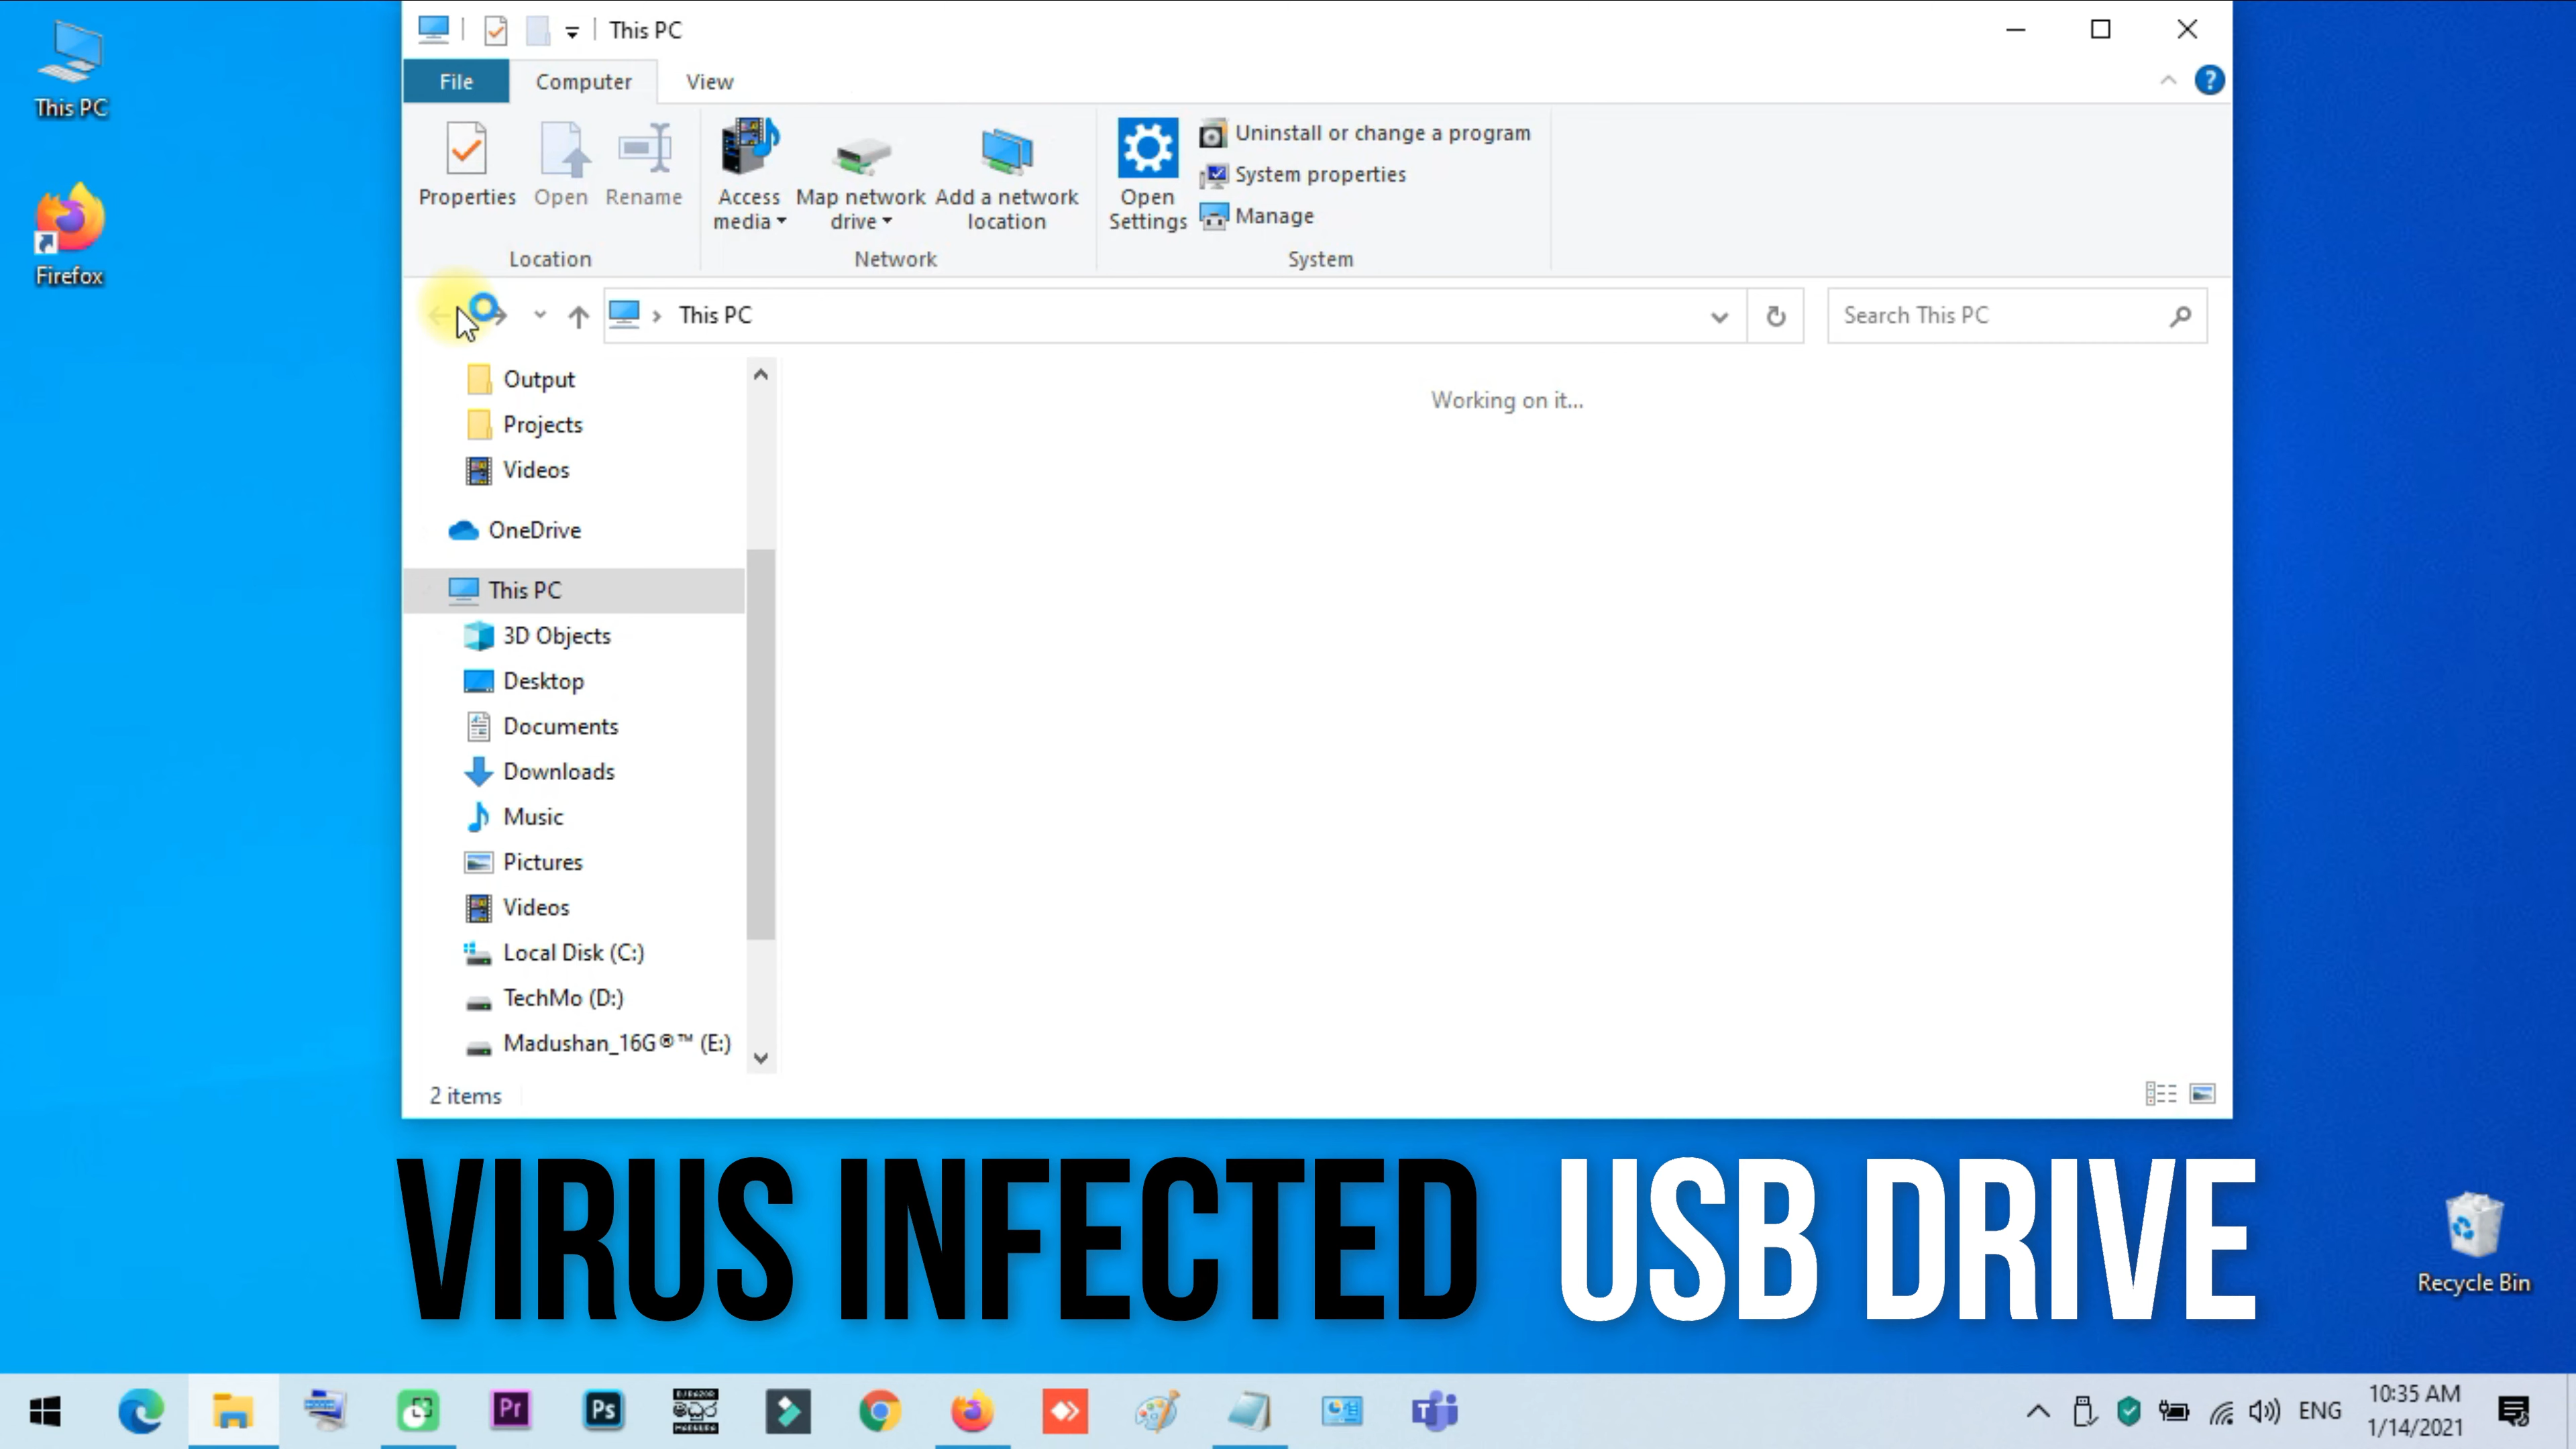 This PC
File
Computer
View
Properties
Open
Rename
Access media
Map network drive
Add a network location
Open Settings
Uninstall or change a program
System properties
Manage
Location
Network
System
This PC
Search This PC
Working on it...
Output
Projects
Videos
OneDrive
This PC
3D Objects
Desktop
Documents
Downloads
Music
Pictures
Videos
Local Disk (C:)
TechMo (D:)
Madushan_16G®™ (E:)
2 items
This PC
Firefox
Recycle Bin
VIRUS INFECTED USB DRIVE
Pr
Ps
ENG
10:35 AM
1/14/2021